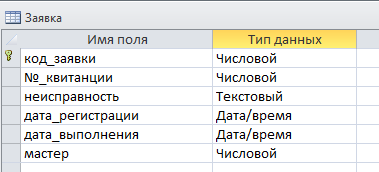 Заявка
Имя поля Тип данных
код_заявки Числовой
№_квитанции Числовой
неисправность Текстовый
дата_регистрации Дата/время
дата_выполнения Дата/время
мастер Числовой